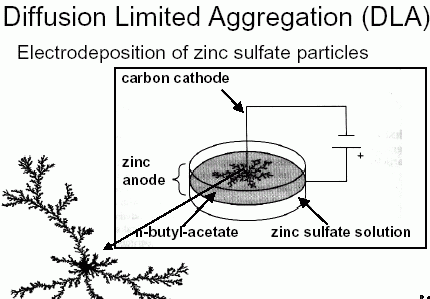 Diffusion Limited Aggregation (DLA)
Electrodeposition of zinc sulfate particles
carbon cathode
+
zinc
anode
n-butyl-acetate
zinc sulfate solution